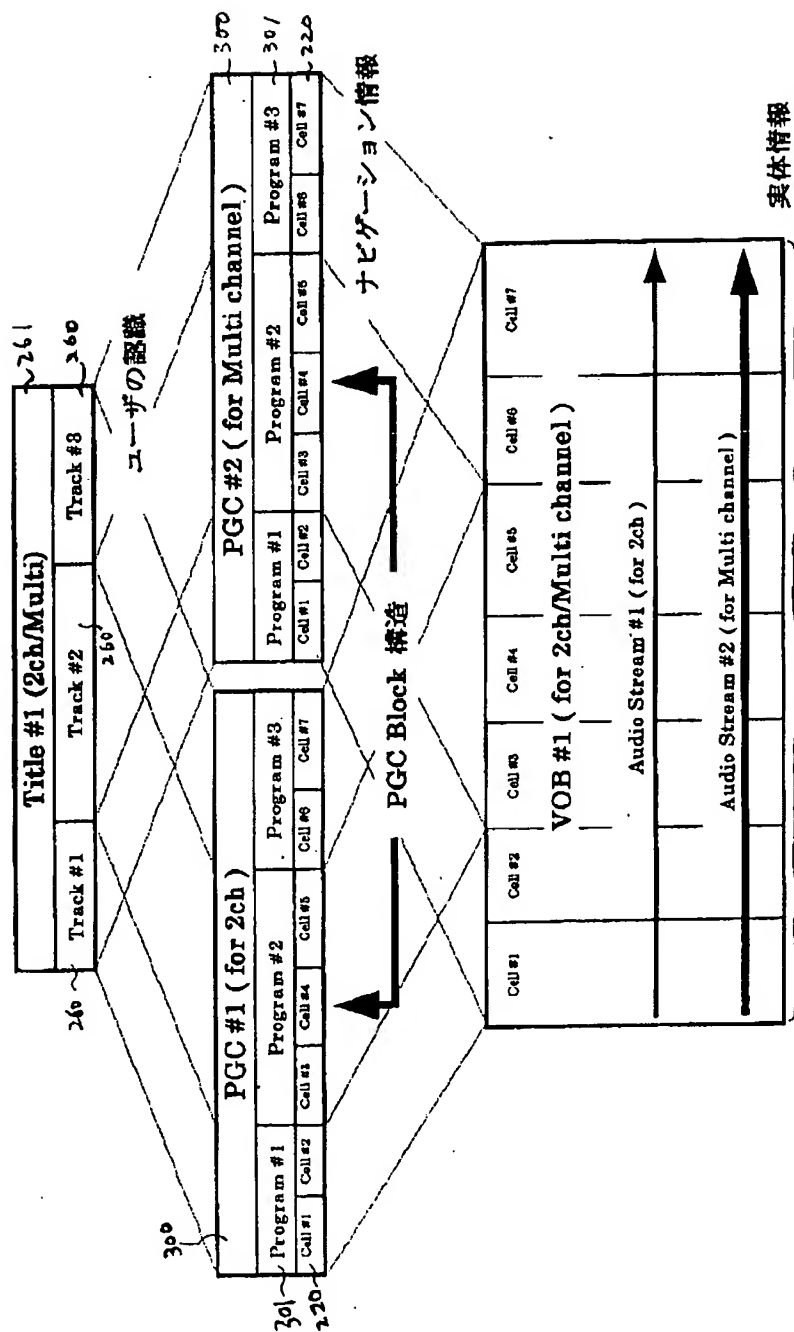 261
Title #1 (2ch/Multi)
260
Track #1
Track #2
Track #3
260
260
ユーザの認識
300
PGC #1 ( for 2ch )
301
Program #1
Program #2
Program #3
220
Cell #1
Cell #2
Cell #3
Cell #4
Cell #5
Cell #6
Cell #7
300
PGC #2 ( for Multi channel )
301
Program #1
Program #2
Program #3
220
Cell #1
Cell #2
Cell #3
Cell #4
Cell #5
Cell #6
Cell #7
ナビゲーション情報
PGC Block 構造
Cell #1
Cell #2
Cell #3
Cell #4
Cell #5
Cell #6
Cell #7
VOB #1 ( for 2ch/Multi channel )
Audio Stream #1 ( for 2ch )
Audio Stream #2 ( for Multi channel )
実体情報